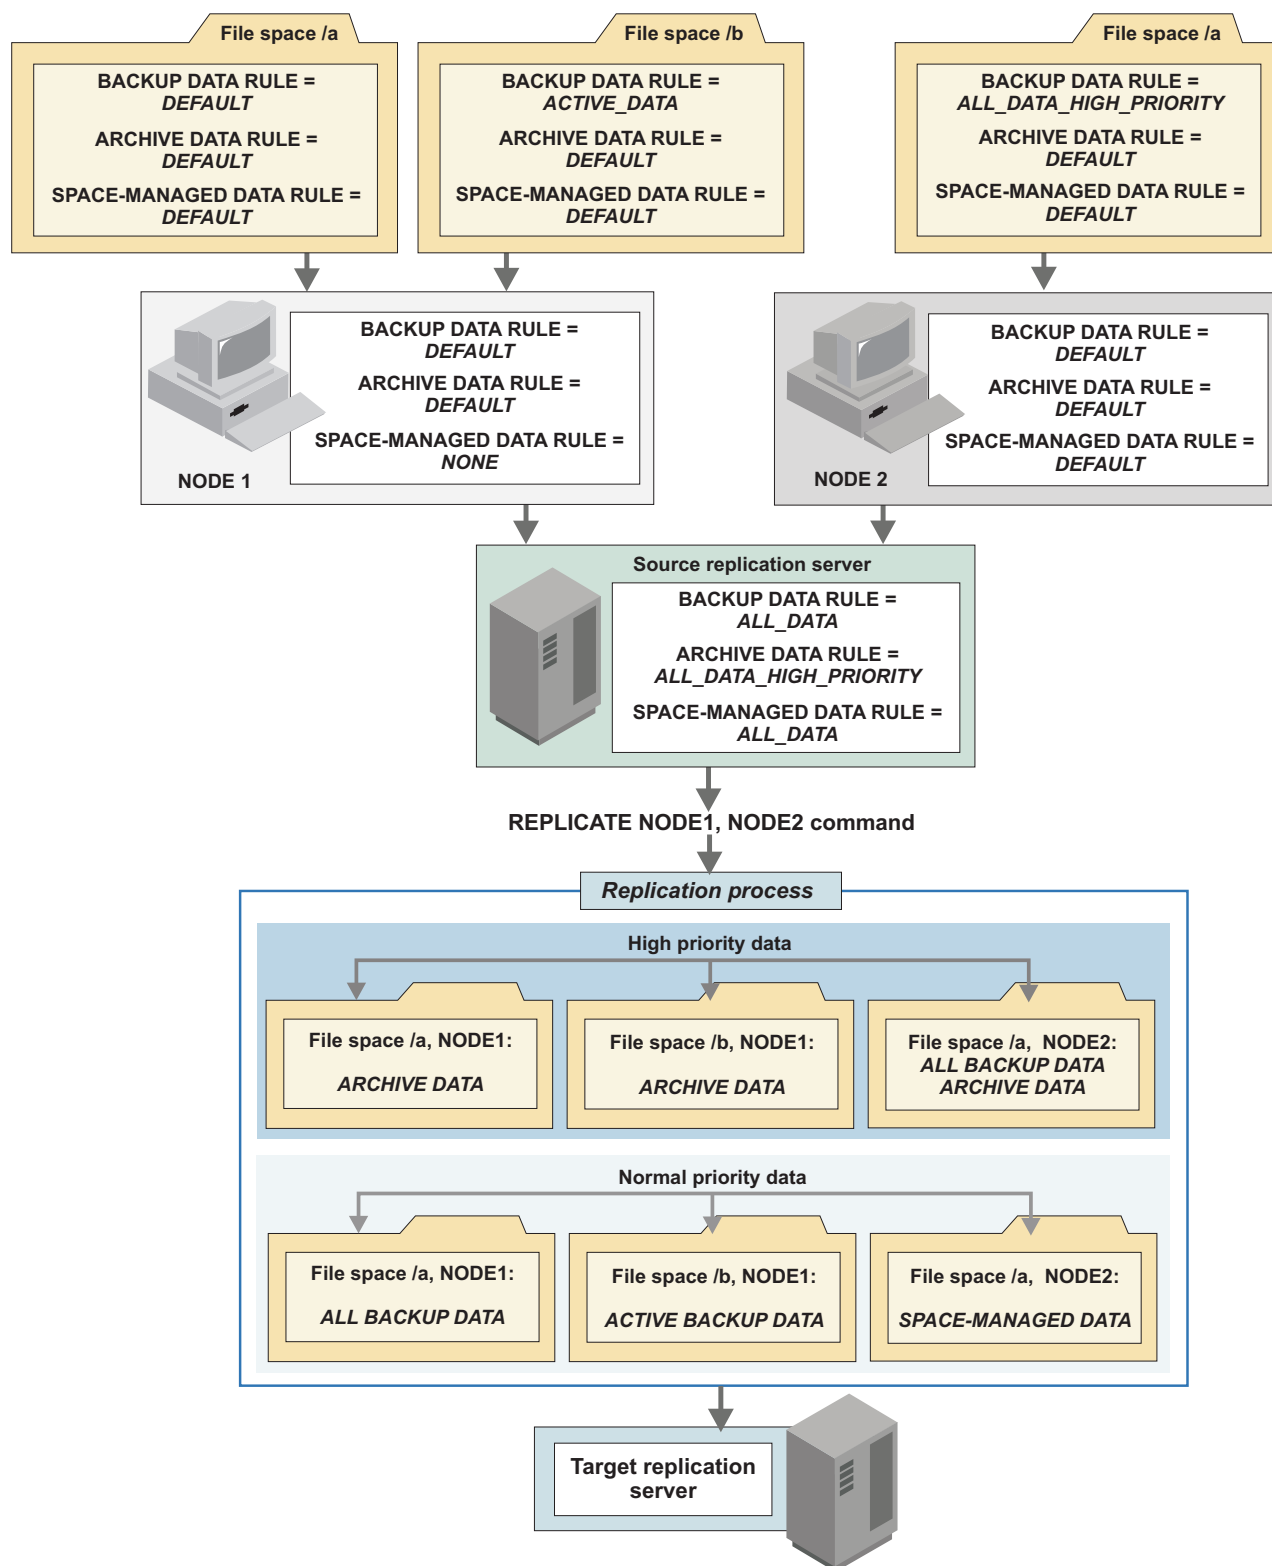 File space /a
BACKUP DATA RULE =
DEFAULT
ARCHIVE DATA RULE =
DEFAULT
SPACE-MANAGED DATA RULE =
DEFAULT
File space /b
BACKUP DATA RULE =
ACTIVE_DATA
ARCHIVE DATA RULE =
DEFAULT
SPACE-MANAGED DATA RULE =
DEFAULT
File space /a
BACKUP DATA RULE =
ALL_DATA_HIGH_PRIORITY
ARCHIVE DATA RULE =
DEFAULT
SPACE-MANAGED DATA RULE =
DEFAULT
BACKUP DATA RULE =
DEFAULT
ARCHIVE DATA RULE =
DEFAULT
SPACE-MANAGED DATA RULE =
NONE
NODE 1
BACKUP DATA RULE =
DEFAULT
ARCHIVE DATA RULE =
DEFAULT
SPACE-MANAGED DATA RULE =
DEFAULT
NODE 2
Source replication server
BACKUP DATA RULE =
ALL_DATA
ARCHIVE DATA RULE =
ALL_DATA_HIGH_PRIORITY
SPACE-MANAGED DATA RULE =
ALL_DATA
REPLICATE NODE1, NODE2 command
Replication process
High priority data
File space /a, NODE1:
ARCHIVE DATA
File space /b, NODE1:
ARCHIVE DATA
File space /a, NODE2:
ALL BACKUP DATA
ARCHIVE DATA
Normal priority data
File space /a, NODE1:
ALL BACKUP DATA
File space /b, NODE1:
ACTIVE BACKUP DATA
File space /a, NODE2:
SPACE-MANAGED DATA
Target replication
server